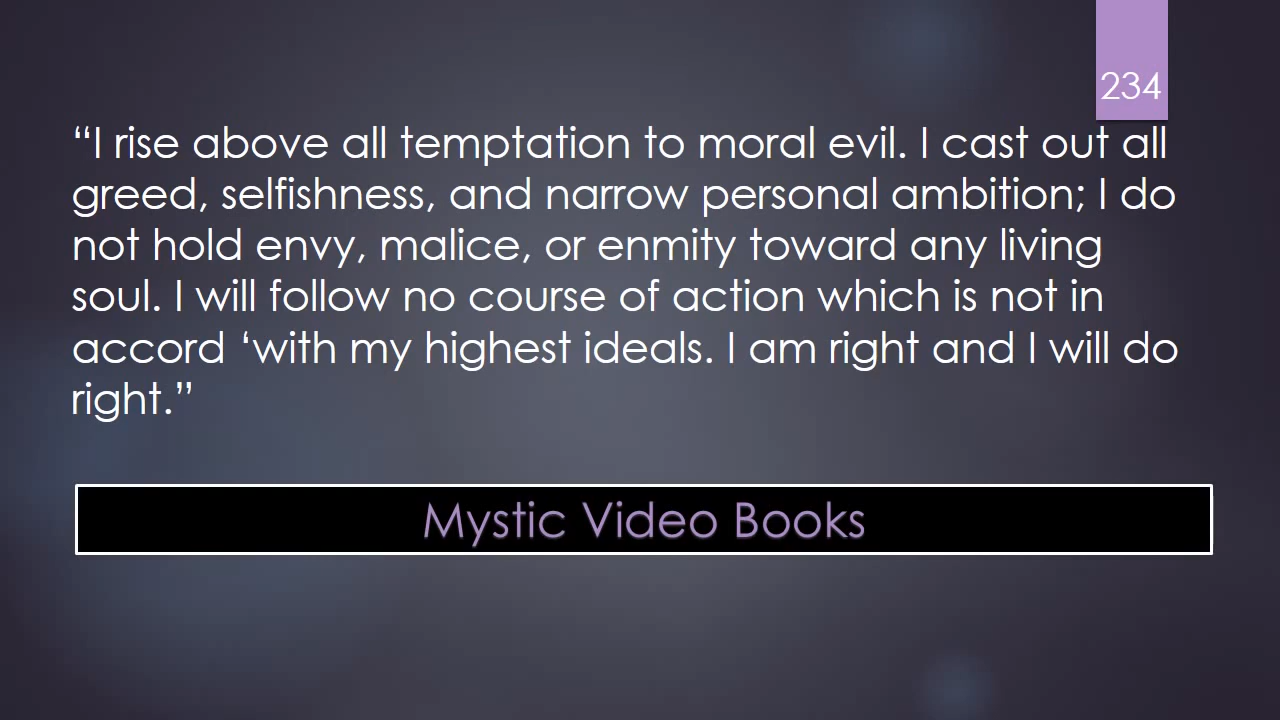 234
“I rise above all temptation to moral evil. I cast out all
greed, selfishness, and narrow personal ambition; I do
not hold envy, malice, or enmity toward any living
soul. I will follow no course of action which is not in
accord ‘with my highest ideals. I am right and I will do
right.”
Mystic Video Books